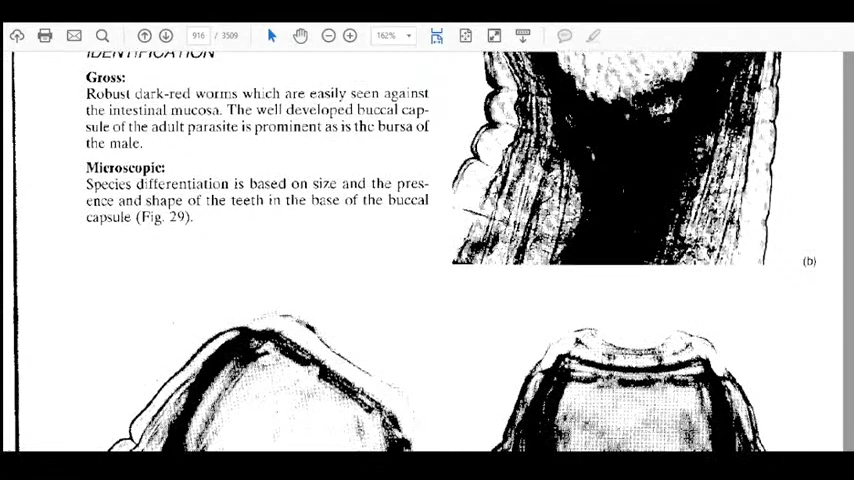 916 / 3509
162%
IDENTIFICATION
Gross:
Robust dark-red worms which are easily seen against
the intestinal mucosa. The well developed buccal cap-
sule of the adult parasite is prominent as is the bursa of
the male.
Microscopic:
Species differentiation is based on size and the pres-
ence and shape of the teeth in the base of the buccal
capsule (Fig. 29).
(b)